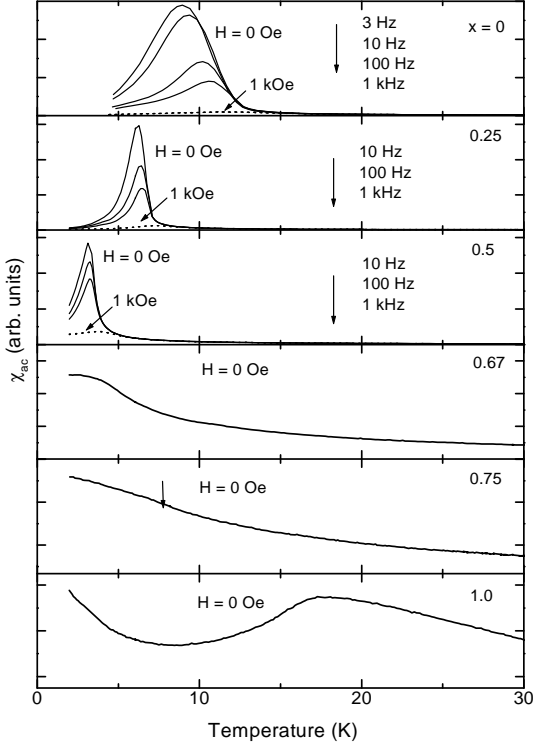 H = 0 Oe
3 Hz
x = 0
10 Hz
100 Hz
1 kOe
1 kHz
0.25
H = 0 Oe
10 Hz
100 Hz
1 kOe
1 kHz
0.5
H = 0 Oe
10 Hz
100 Hz
1 kOe
1 kHz
χac (arb. units)
H = 0 Oe
0.67
H = 0 Oe
0.75
H = 0 Oe
1.0
0 10 20 30
Temperature (K)